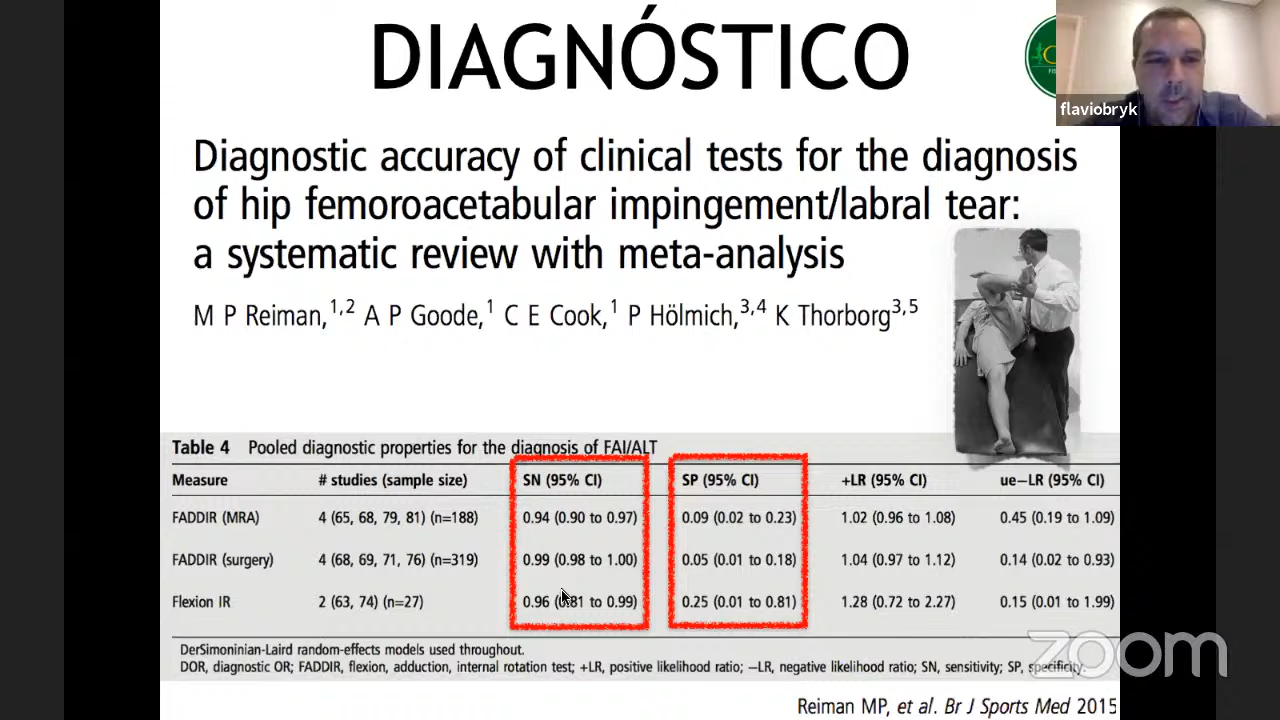 DIAGNÓSTICO
flaviobryk
Diagnostic accuracy of clinical tests for the diagnosis
of hip femoroacetabular impingement/labral tear:
a systematic review with meta-analysis
M P Reiman,1,2 A P Goode,1 C E Cook,1 P Hölmich,3,4 K Thorborg3,5
Table 4 Pooled diagnostic properties for the diagnosis of FAI/ALT
Measure # studies (sample size) SN (95% CI) SP (95% CI) +LR (95% CI) ue−LR (95% CI)
FADDIR (MRA) 4 (65, 68, 79, 81) (n=188) 0.94 (0.90 to 0.97) 0.09 (0.02 to 0.23) 1.02 (0.96 to 1.08) 0.45 (0.19 to 1.09)
FADDIR (surgery) 4 (68, 69, 71, 76) (n=319) 0.99 (0.98 to 1.00) 0.05 (0.01 to 0.18) 1.04 (0.97 to 1.12) 0.14 (0.02 to 0.93)
Flexion IR 2 (63, 74) (n=27) 0.96 (0.81 to 0.99) 0.25 (0.01 to 0.81) 1.28 (0.72 to 2.27) 0.15 (0.01 to 1.99)
DerSimoninian-Laird random-effects models used throughout.
DOR, diagnostic OR; FADDIR, flexion, adduction, internal rotation test; +LR, positive likelihood ratio; −LR, negative likelihood ratio; SN, sensitivity; SP, specificity.
zoom
Reiman MP, et al. Br J Sports Med 2015